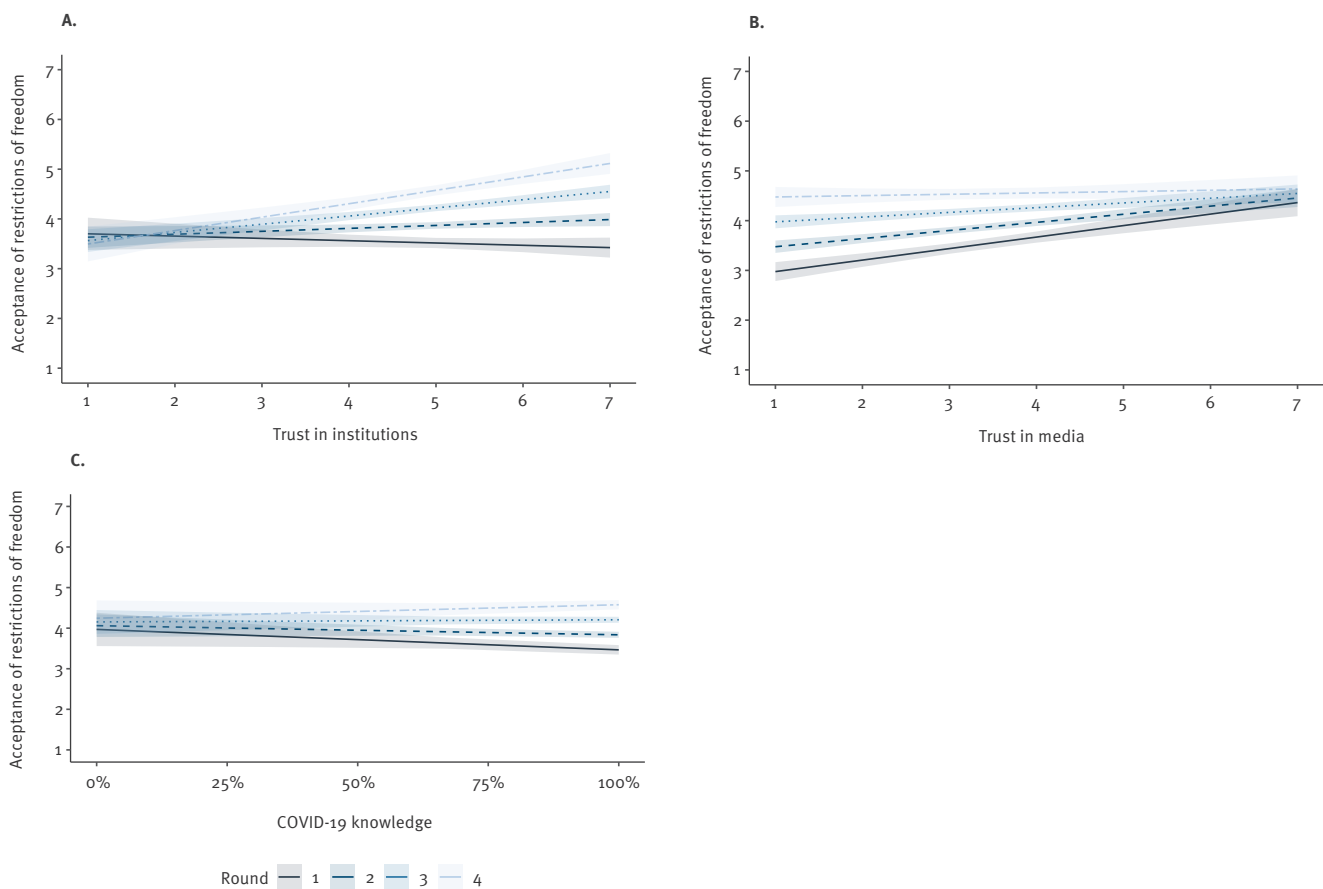 A.
Acceptance of restrictions of freedom
7
6
5
4
3
2
1
1 2 3 4 5 6 7
Trust in institutions
B.
Acceptance of restrictions of freedom
7
6
5
4
3
2
1
1 2 3 4 5 6 7
Trust in media
C.
Acceptance of restrictions of freedom
7
6
5
4
3
2
1
0% 25% 50% 75% 100%
COVID-19 knowledge
Round 1 2 3 4